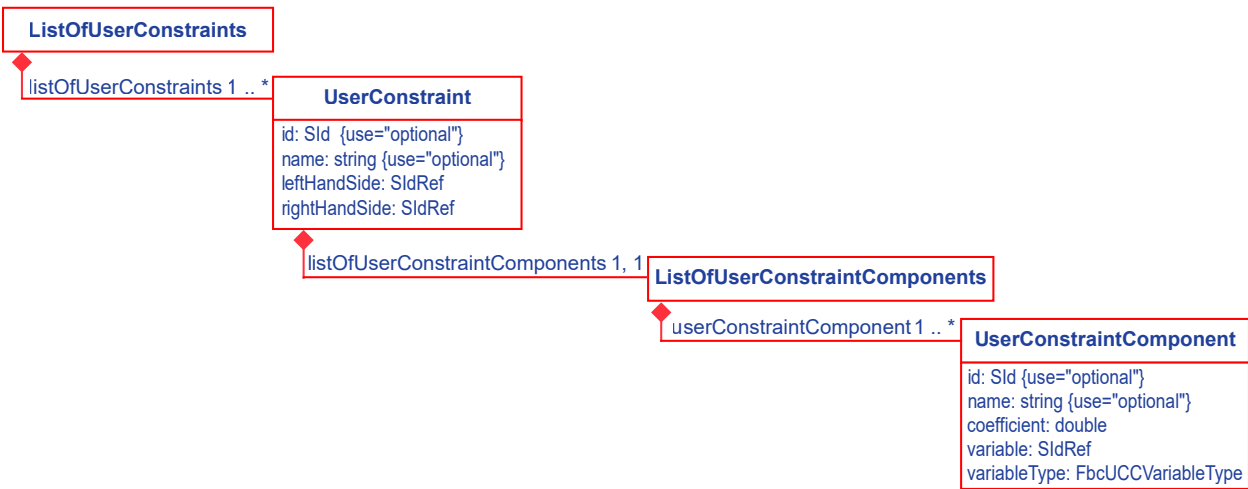 ListOfUserConstraints
listOfUserConstraints 1 .. *
UserConstraint
id: SId {use="optional"}
name: string {use="optional"}
leftHandSide: SIdRef
rightHandSide: SIdRef
listOfUserConstraintComponents 1, 1
ListOfUserConstraintComponents
userConstraintComponent 1 .. *
UserConstraintComponent
id: SId {use="optional"}
name: string {use="optional"}
coefficient: double
variable: SIdRef
variableType: FbcUCCVariableType